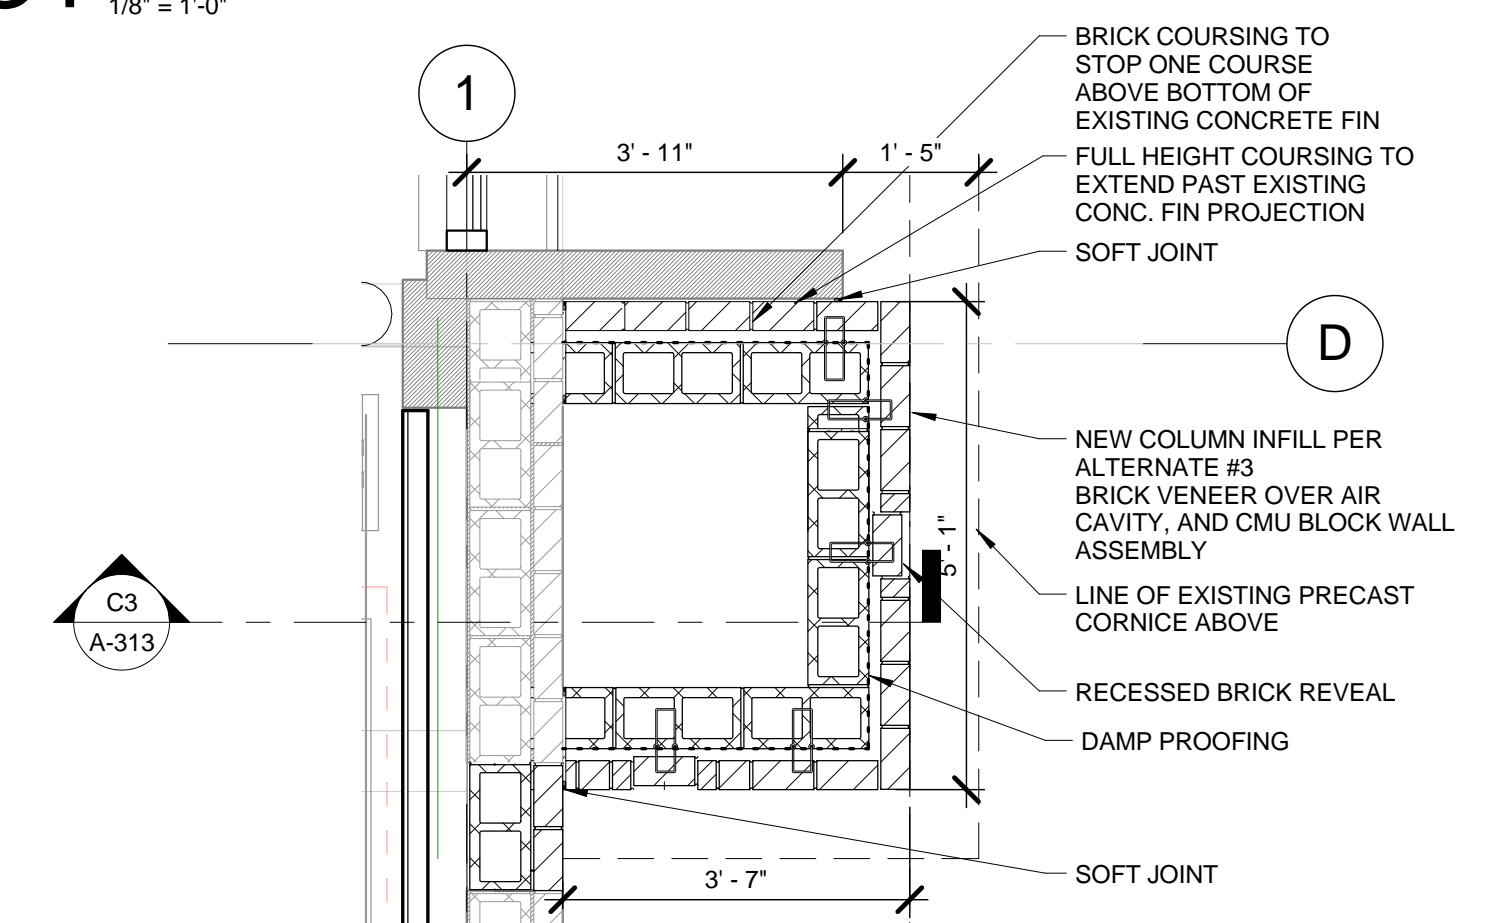 1/8" = 1'-0"
1
3' - 11"
1' - 5"
BRICK COURSING TO
STOP ONE COURSE
ABOVE BOTTOM OF
EXISTING CONCRETE FIN
FULL HEIGHT COURSING TO
EXTEND PAST EXISTING
CONC. FIN PROJECTION
SOFT JOINT
D
NEW COLUMN INFILL PER
ALTERNATE #3
BRICK VENEER OVER AIR
CAVITY, AND CMU BLOCK WALL
ASSEMBLY
5' - 1"
LINE OF EXISTING PRECAST
CORNICE ABOVE
C3
A-313
RECESSED BRICK REVEAL
DAMP PROOFING
SOFT JOINT
3' - 7"